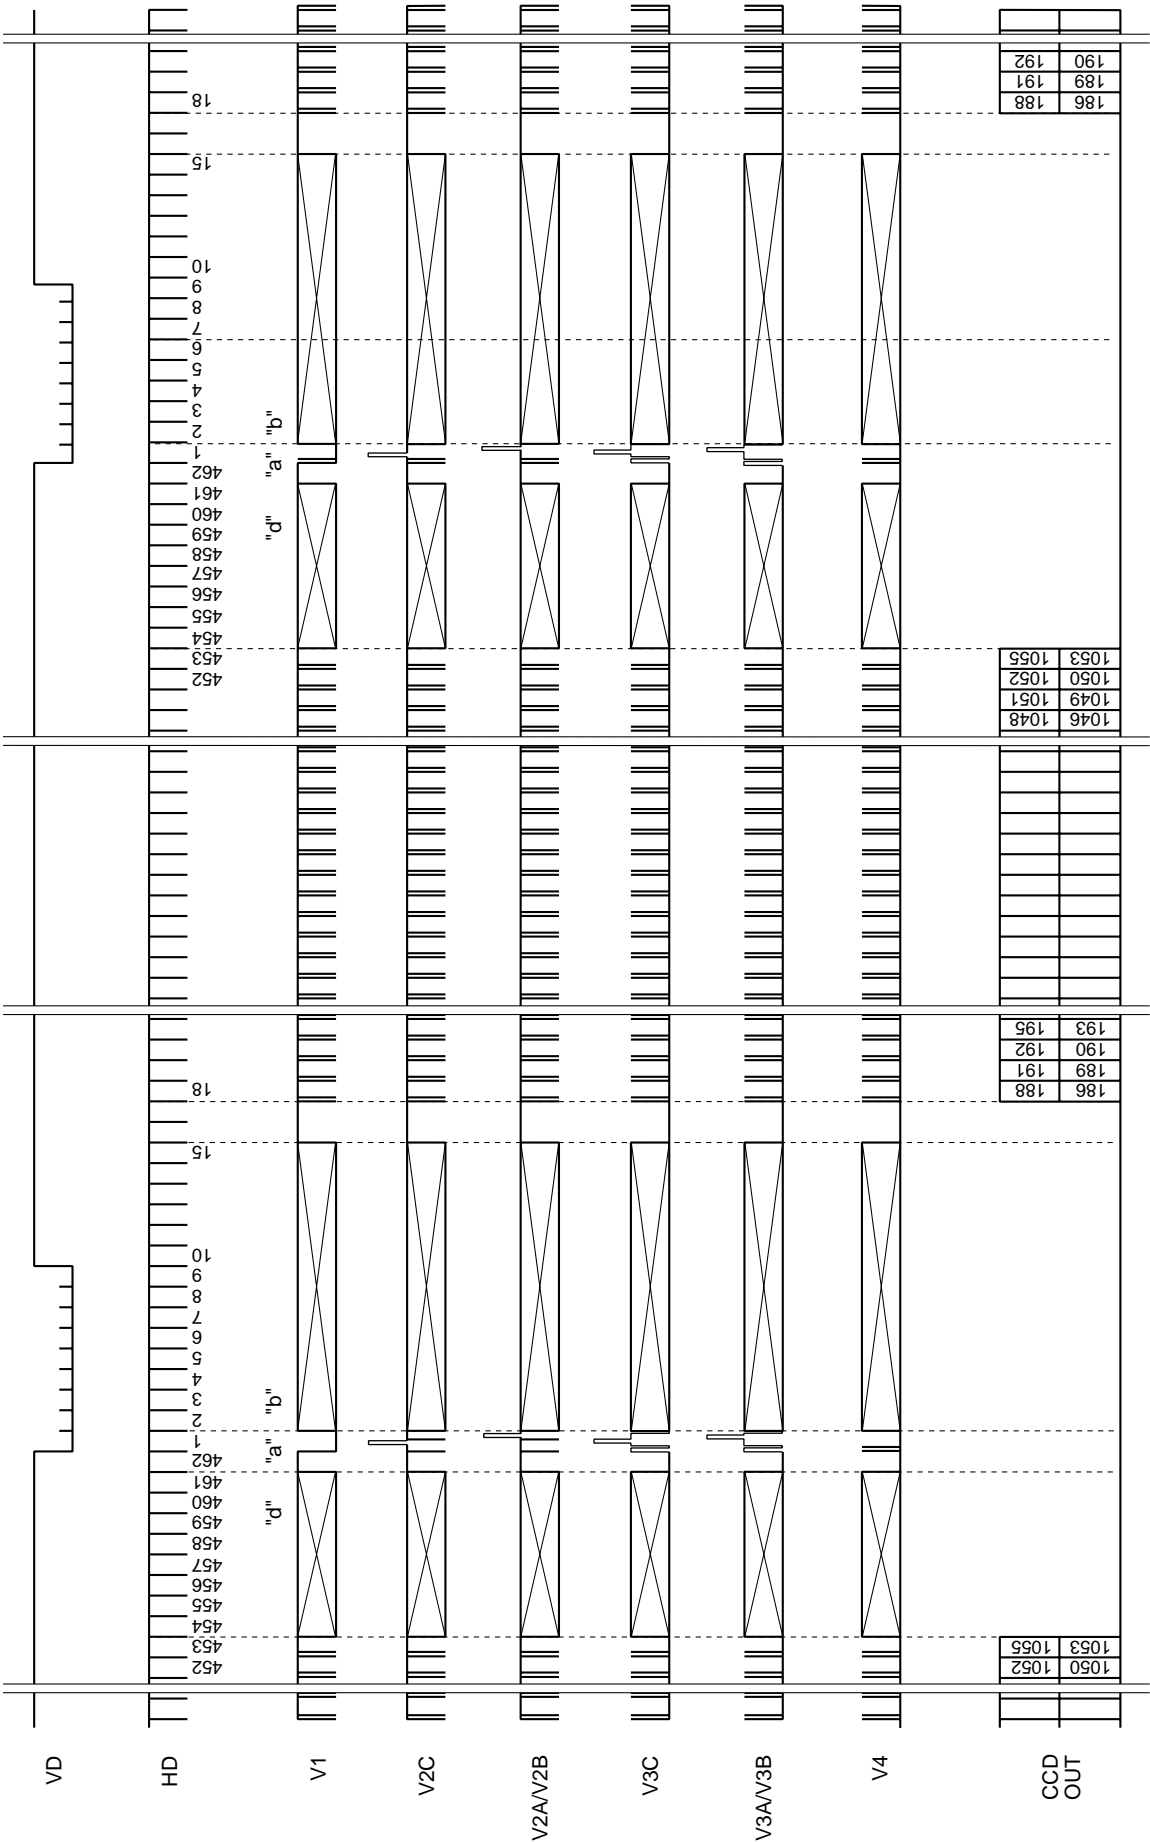 VD
HD
452 453 454 455 456 457 458 459 460 461 462 1 2 3 4 5 6 7 8 9 10 15 18 452 453 454 455 456 457 458 459 460 461 462 1 2 3 4 5 6 7 8 9 10 15 18
"d" "a" "b" "d" "a" "b"
V1
V2C
V2A/V2B
V3C
V3A/V3B
V4
CCD
OUT
1052 1055 188 191 192 195 1048 1051 1052 1055 188 191 192
1050 1053 186 189 190 193 1046 1049 1050 1053 186 189 190